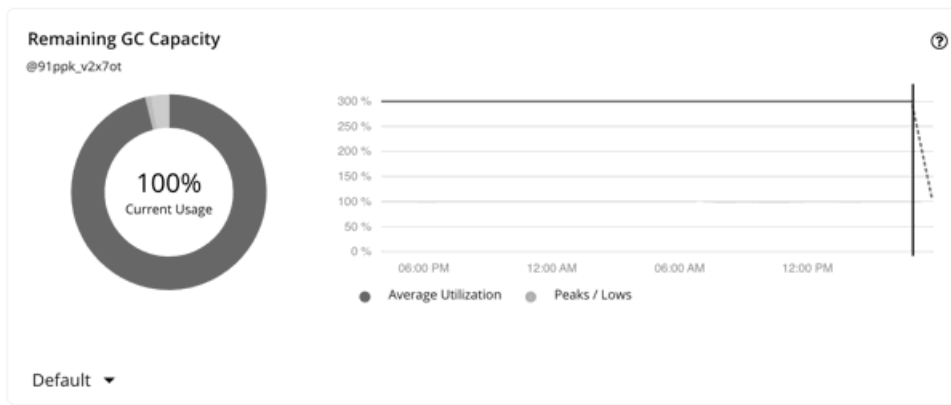 Remaining GC Capacity
@91ppk_v2x7ot
100%
Current Usage
300 %
250 %
200 %
150 %
100 %
50 %
0 %
06:00 PM 12:00 AM 06:00 AM 12:00 PM
Average Utilization Peaks / Lows
Default